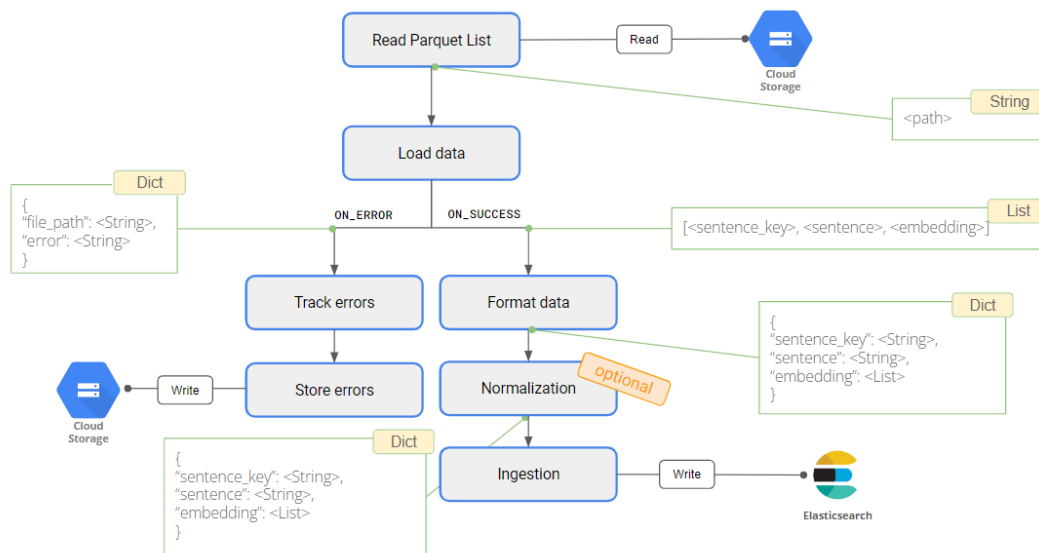 Read Parquet List
Read
Cloud
Storage
String
<path>
Load data
Dict
{
“file_path”: <String>,
“error”: <String>
}
ON_ERROR
ON_SUCCESS
List
[<sentence_key>, <sentence>, <embedding>]
Track errors
Format data
Dict
{
“sentence_key”: <String>,
“sentence”: <String>,
“embedding”: <List>
}
Cloud
Storage
Write
Store errors
Normalization
optional
Dict
{
“sentence_key”: <String>,
“sentence”: <String>,
“embedding”: <List>
}
Ingestion
Write
Elasticsearch